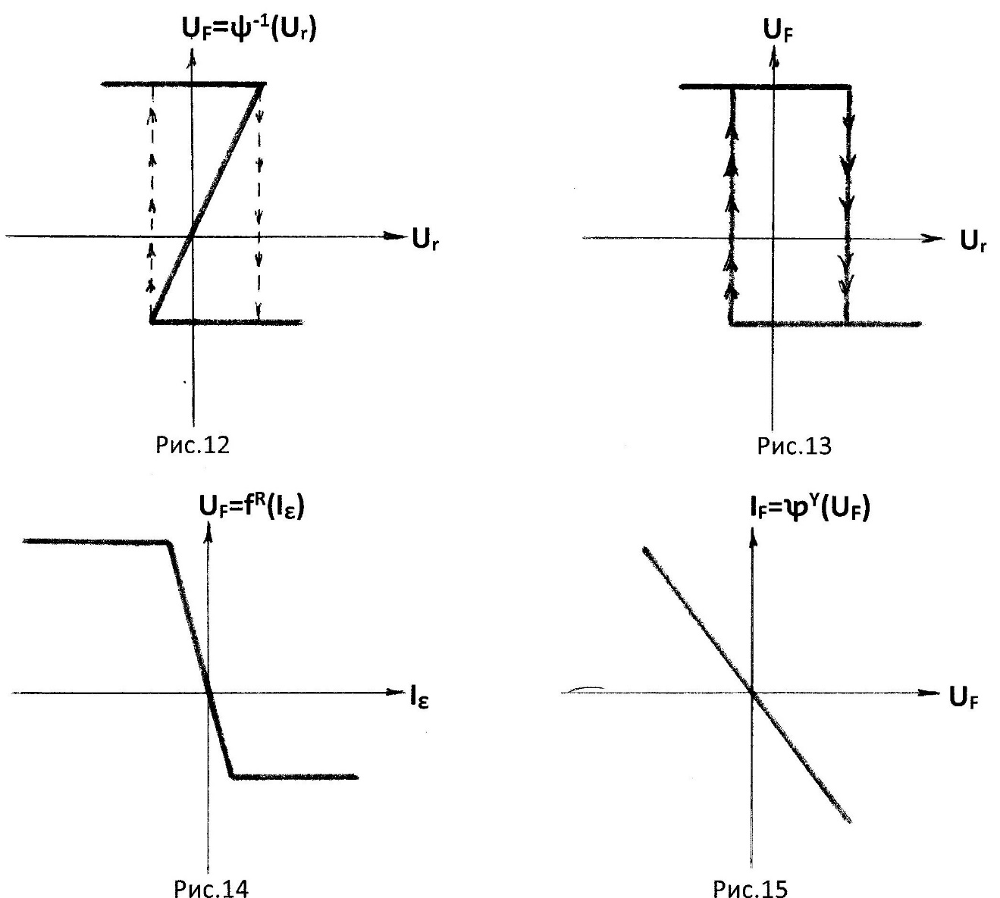 U_F=ψ⁻¹(U_r)
U_F
U_r
U_r
Рис.12
Рис.13
U_F=f^R(I_ε)
I_F=φ^Y(U_F)
I_ε
U_F
Рис.14
Рис.15